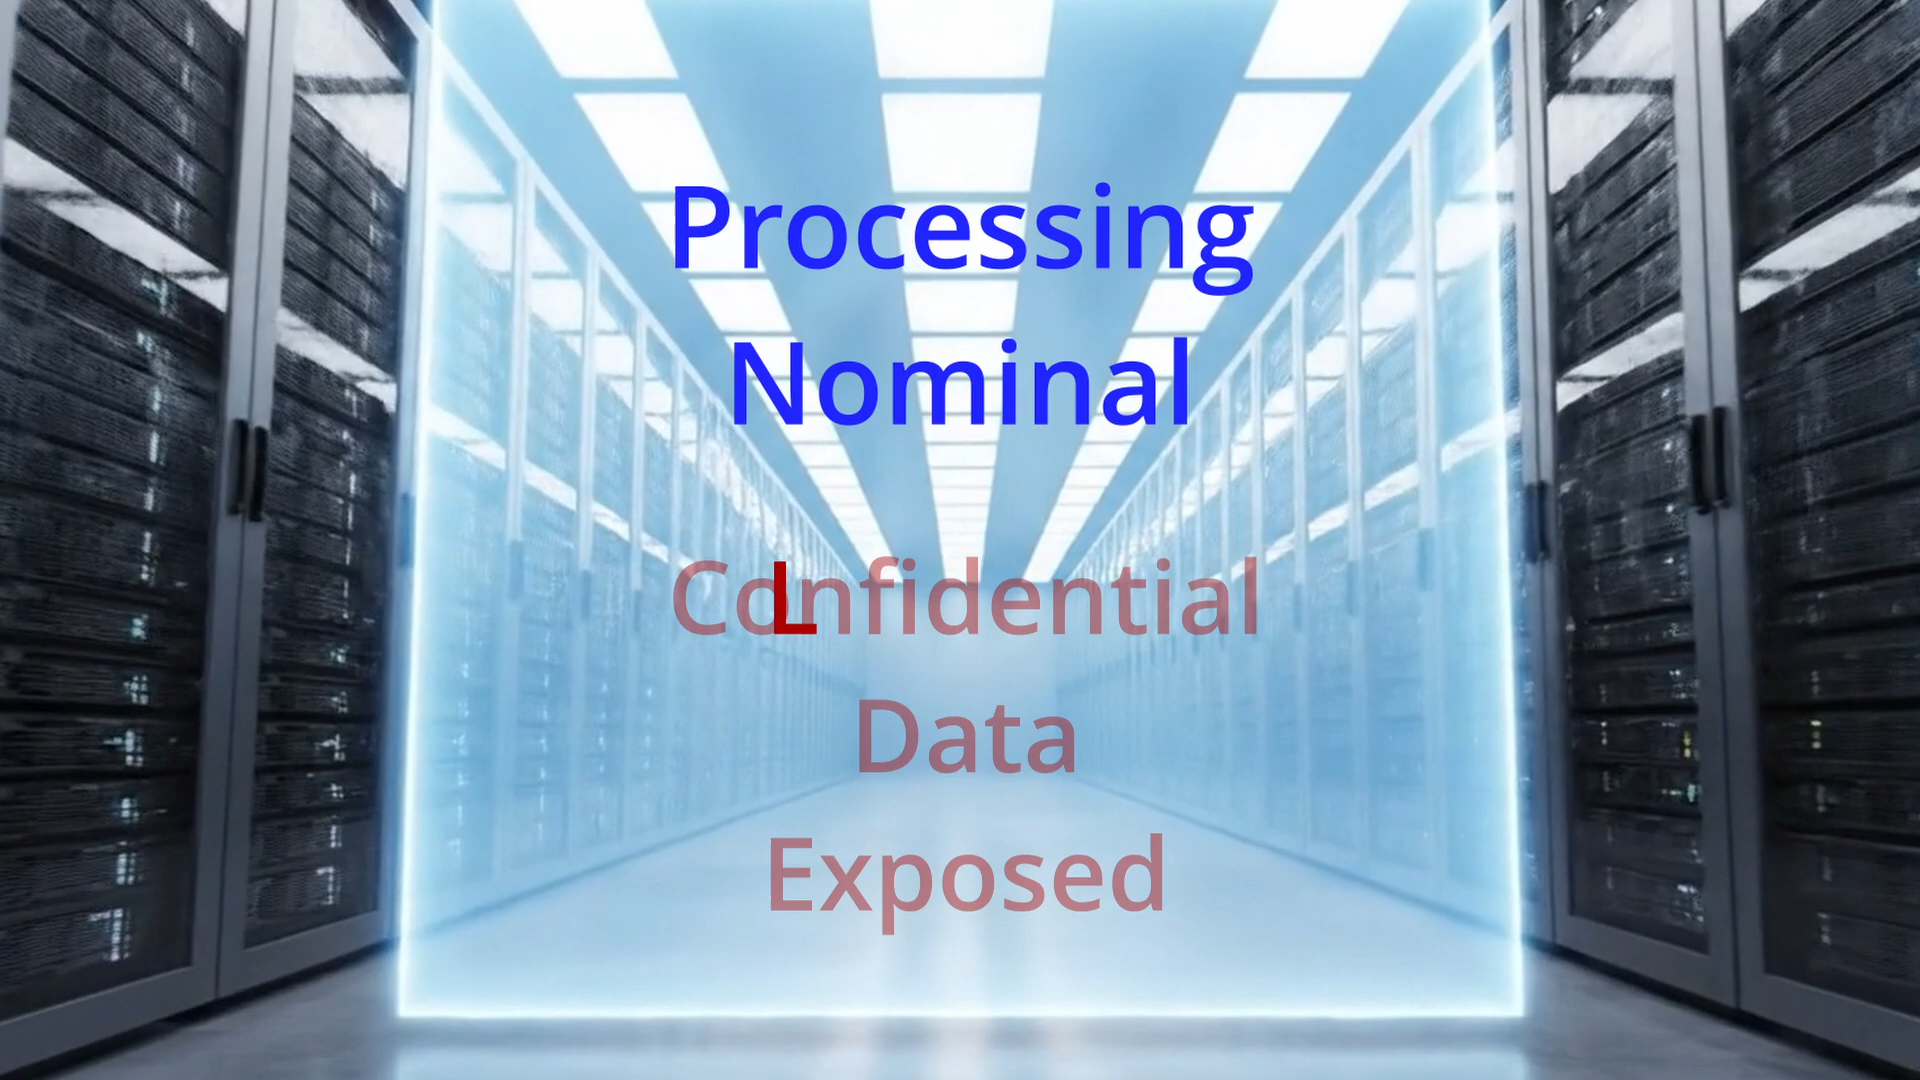 Processing
Nominal
Confidential
L
Data
Exposed